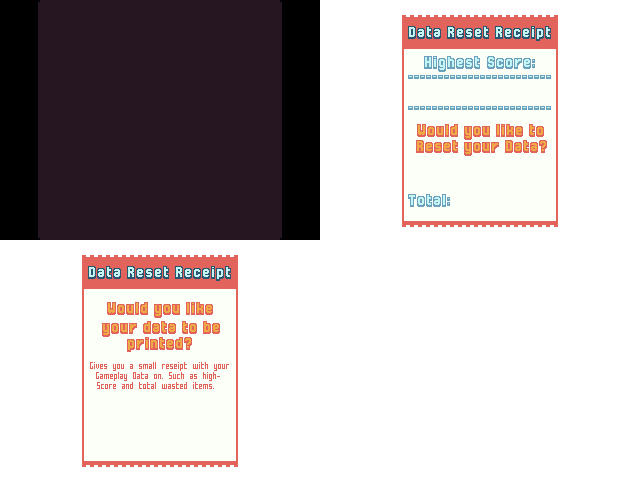 Data Reset Receipt
Highest Score:
Would you like to
Reset your Data?
Total:
Data Reset Receipt
Would you like
your data to be
printed?
Gives you a small reseipt with your
Gameplay Data on. Such as high-
Score and total wasted items.